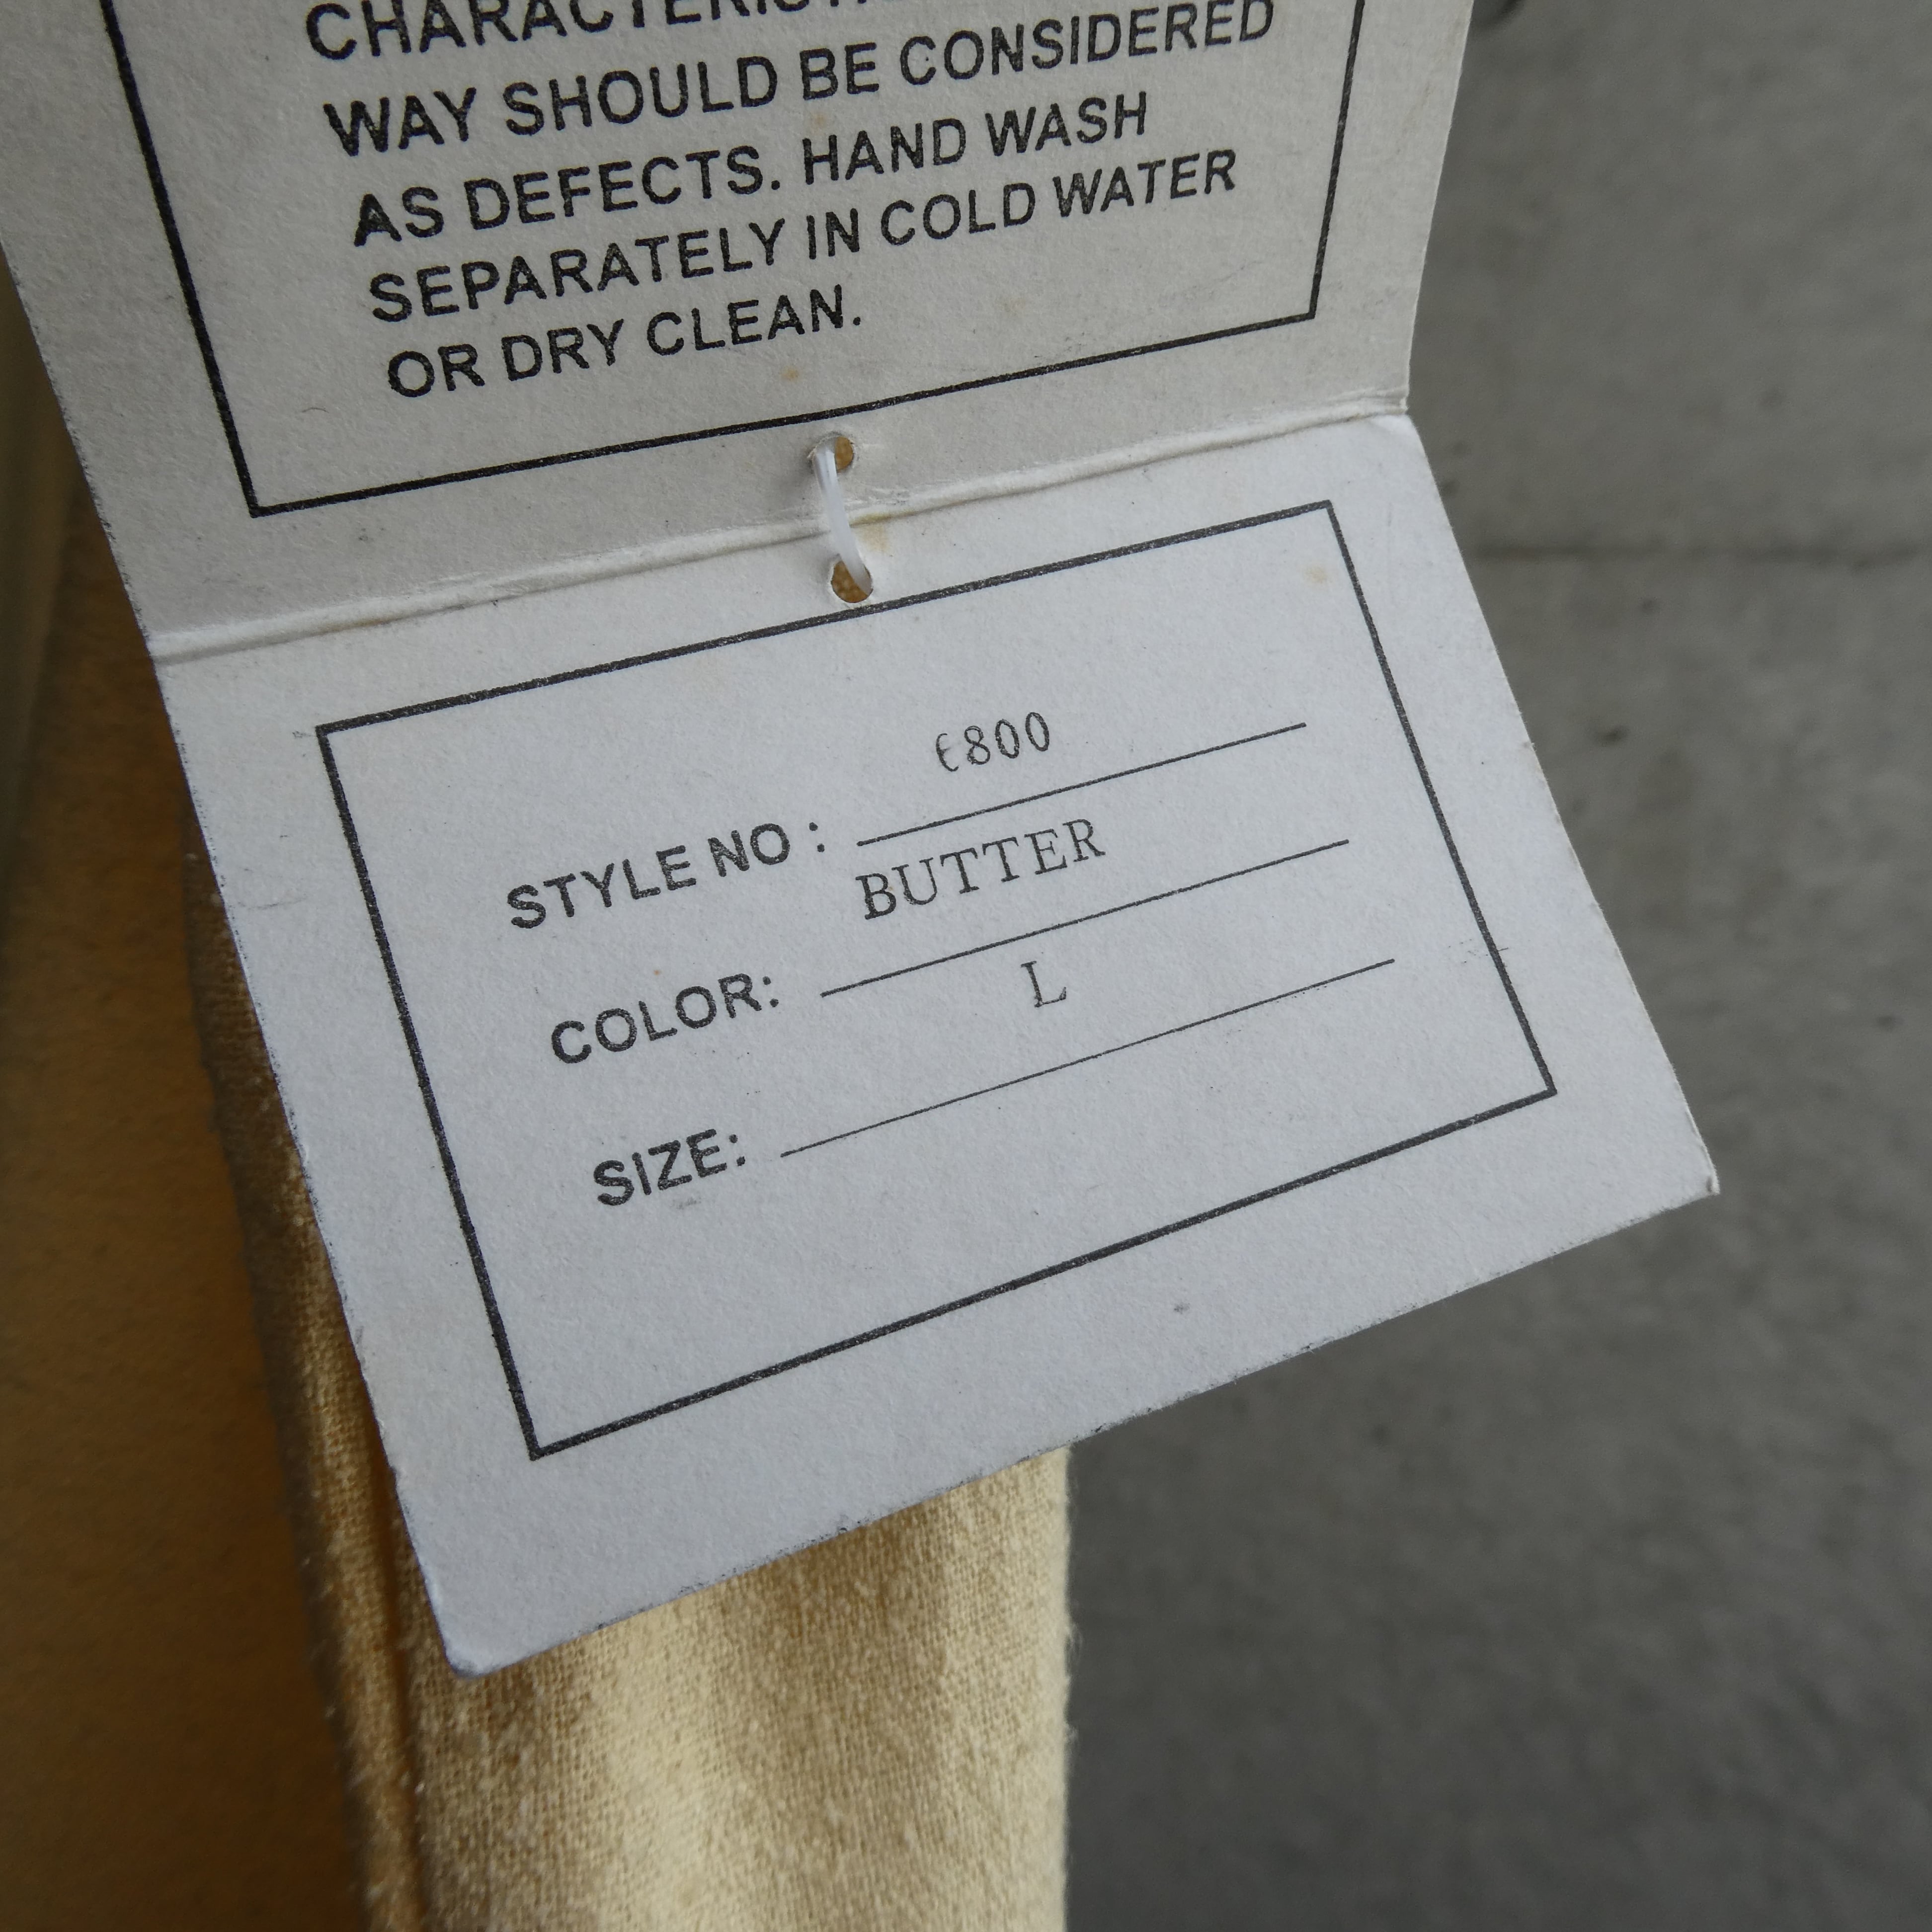 WAY SHOULD BE CONSIDERED
AS DEFECTS. HAND WASH
SEPARATELY IN COLD WATER
OR DRY CLEAN.
STYLE NO : 6800
COLOR: BUTTER
SIZE: L